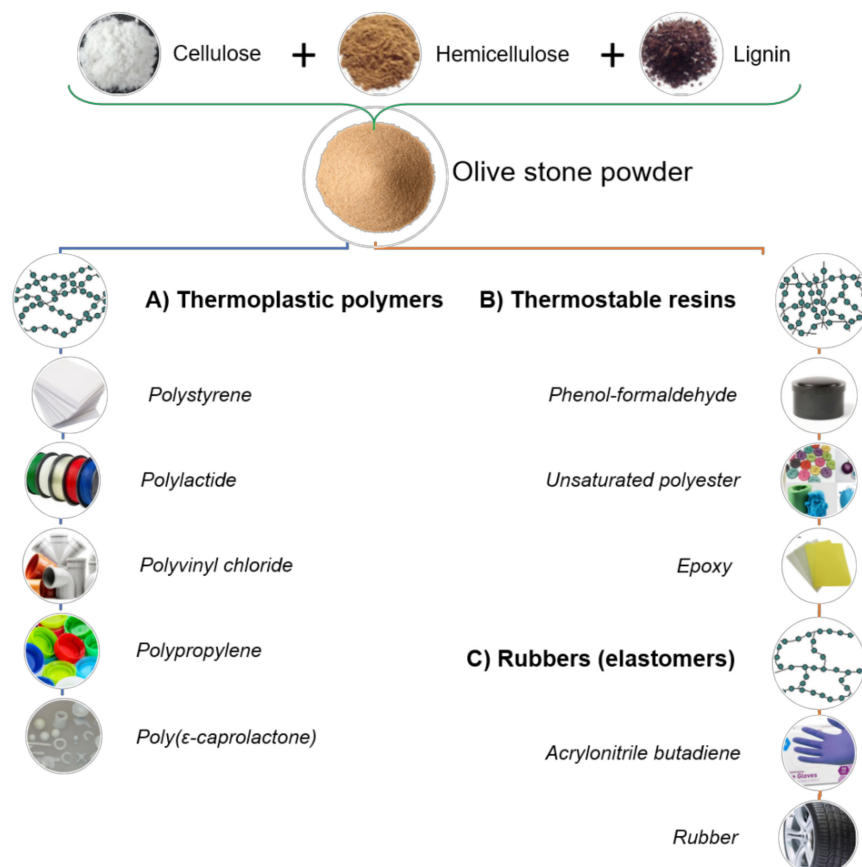 Cellulose + Hemicellulose + Lignin
Olive stone powder
A) Thermoplastic polymers
Polystyrene
Polylactide
Polyvinyl chloride
Polypropylene
Poly(ε-caprolactone)
B) Thermostable resins
Phenol-formaldehyde
Unsaturated polyester
Epoxy
C) Rubbers (elastomers)
Acrylonitrile butadiene
Gloves
Rubber